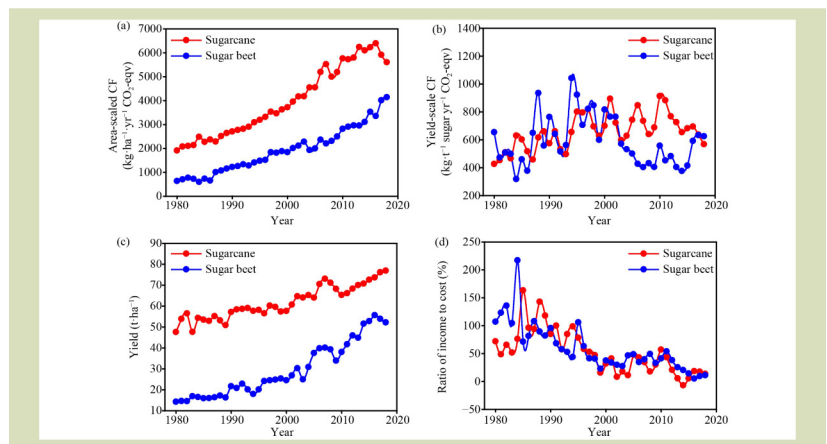 (a)
Sugarcane
Sugar beet
Area-scaled CF
(kg·ha⁻¹·yr⁻¹ CO₂-eqv)
7000
6000
5000
4000
3000
2000
1000
0
1980 1990 2000 2010 2020
Year
(b)
Sugarcane
Sugar beet
Yield-scale CF
(kg·t⁻¹ sugar yr⁻¹ CO₂-eqv)
1400
1200
1000
800
600
400
200
1980 1990 2000 2010 2020
Year
(c)
Sugarcane
Sugar beet
Yield (t·ha⁻¹)
90
80
70
60
50
40
30
20
10
1980 1990 2000 2010 2020
Year
(d)
Sugarcane
Sugar beet
Ratio of income to cost (%)
250
200
150
100
50
0
−50
1980 1990 2000 2010 2020
Year